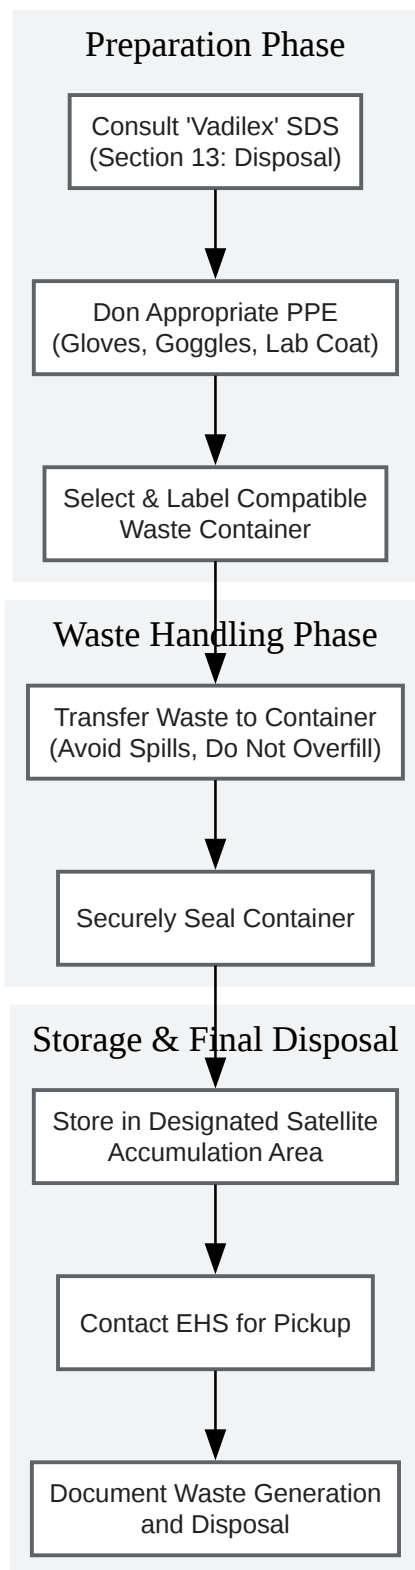 Preparation Phase
Consult 'Vadilex' SDS
(Section 13: Disposal)
Don Appropriate PPE
(Gloves, Goggles, Lab Coat)
Select & Label Compatible
Waste Container
Waste Handling Phase
Transfer Waste to Container
(Avoid Spills, Do Not Overfill)
Securely Seal Container
Storage & Final Disposal
Store in Designated Satellite
Accumulation Area
Contact EHS for Pickup
Document Waste Generation
and Disposal